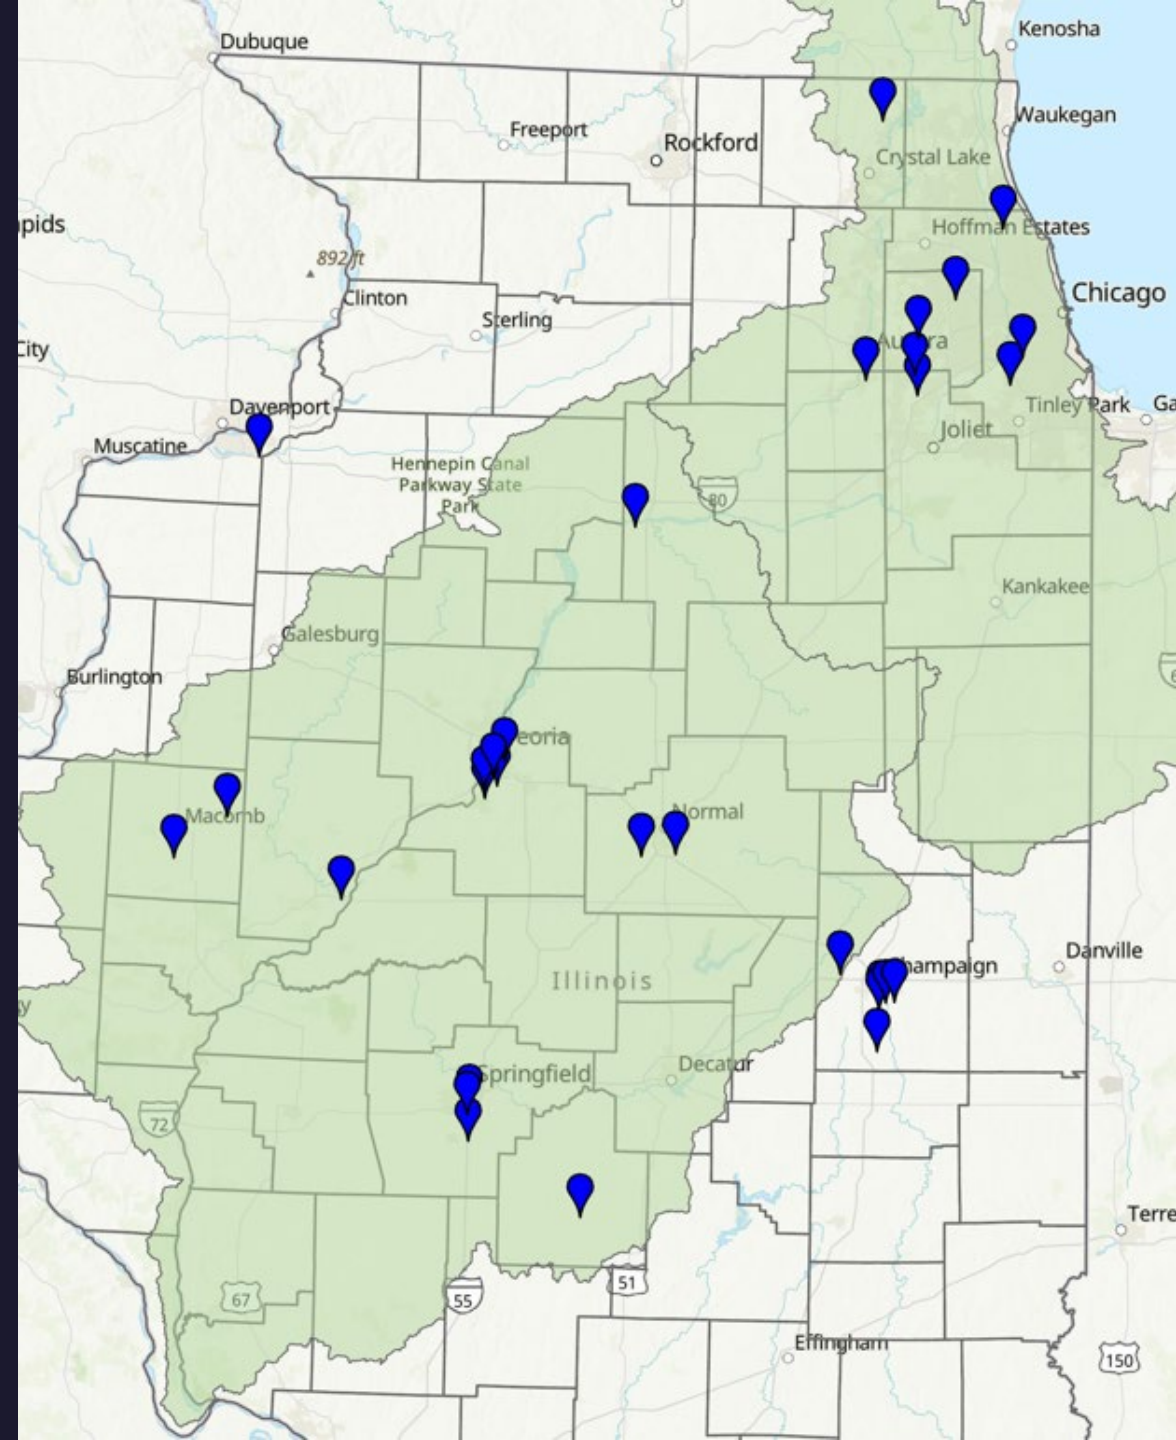 Kenosha
Dubuque
Waukegan
Freeport
Rockford
Crystal Lake
apids
Hoffman Estates
892 ft
Clinton
Chicago
Sterling
City
Davenport
Tinley Park
Ga
Joliet
Muscatine
Hennepin Canal
Parkway State
Park
80
Kankakee
Galesburg
Burlington
Normal
Macomb
Danville
Champaign
Illinois
Decatur
Springfield
72
Terre
51
67
55
Effingham
150